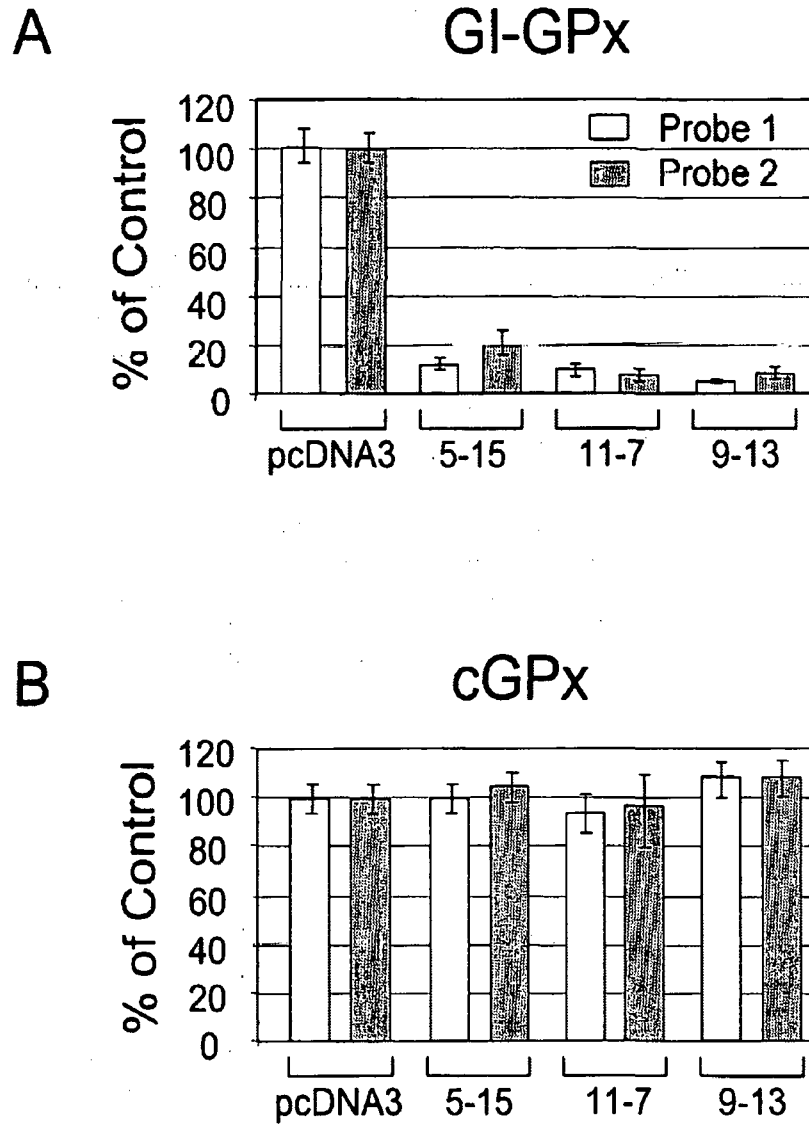 A
GI-GPx
% of Control
120
100
80
60
40
20
0
Probe 1
Probe 2
pcDNA3 5-15 11-7 9-13
B
cGPx
% of Control
120
100
80
60
40
20
0
pcDNA3 5-15 11-7 9-13